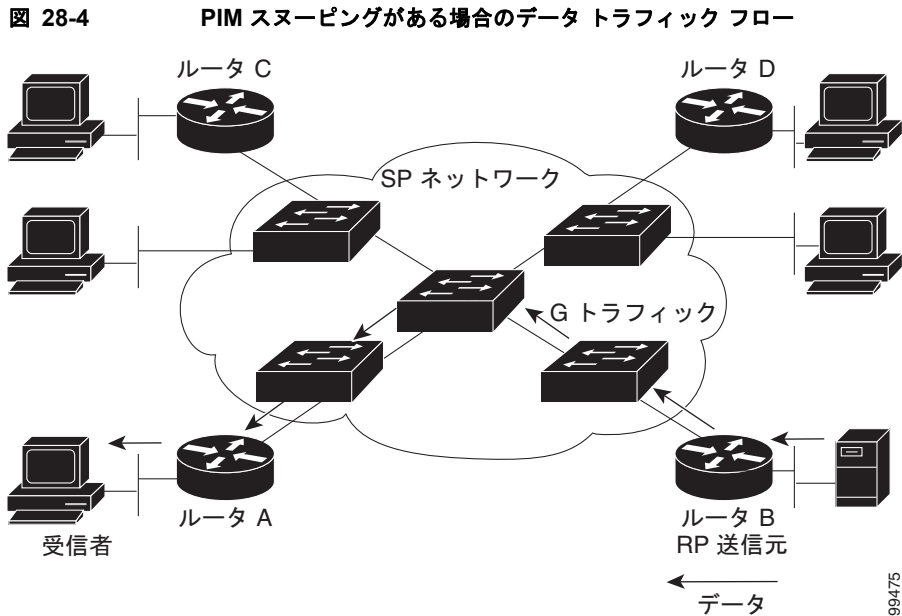 図 28-4 PIM スヌーピングがある場合のデータ トラフィック フロー
ルータ C
ルータ D
SP ネットワーク
G トラフィック
ルータ A
受信者
ルータ B
RP 送信元
データ
99475